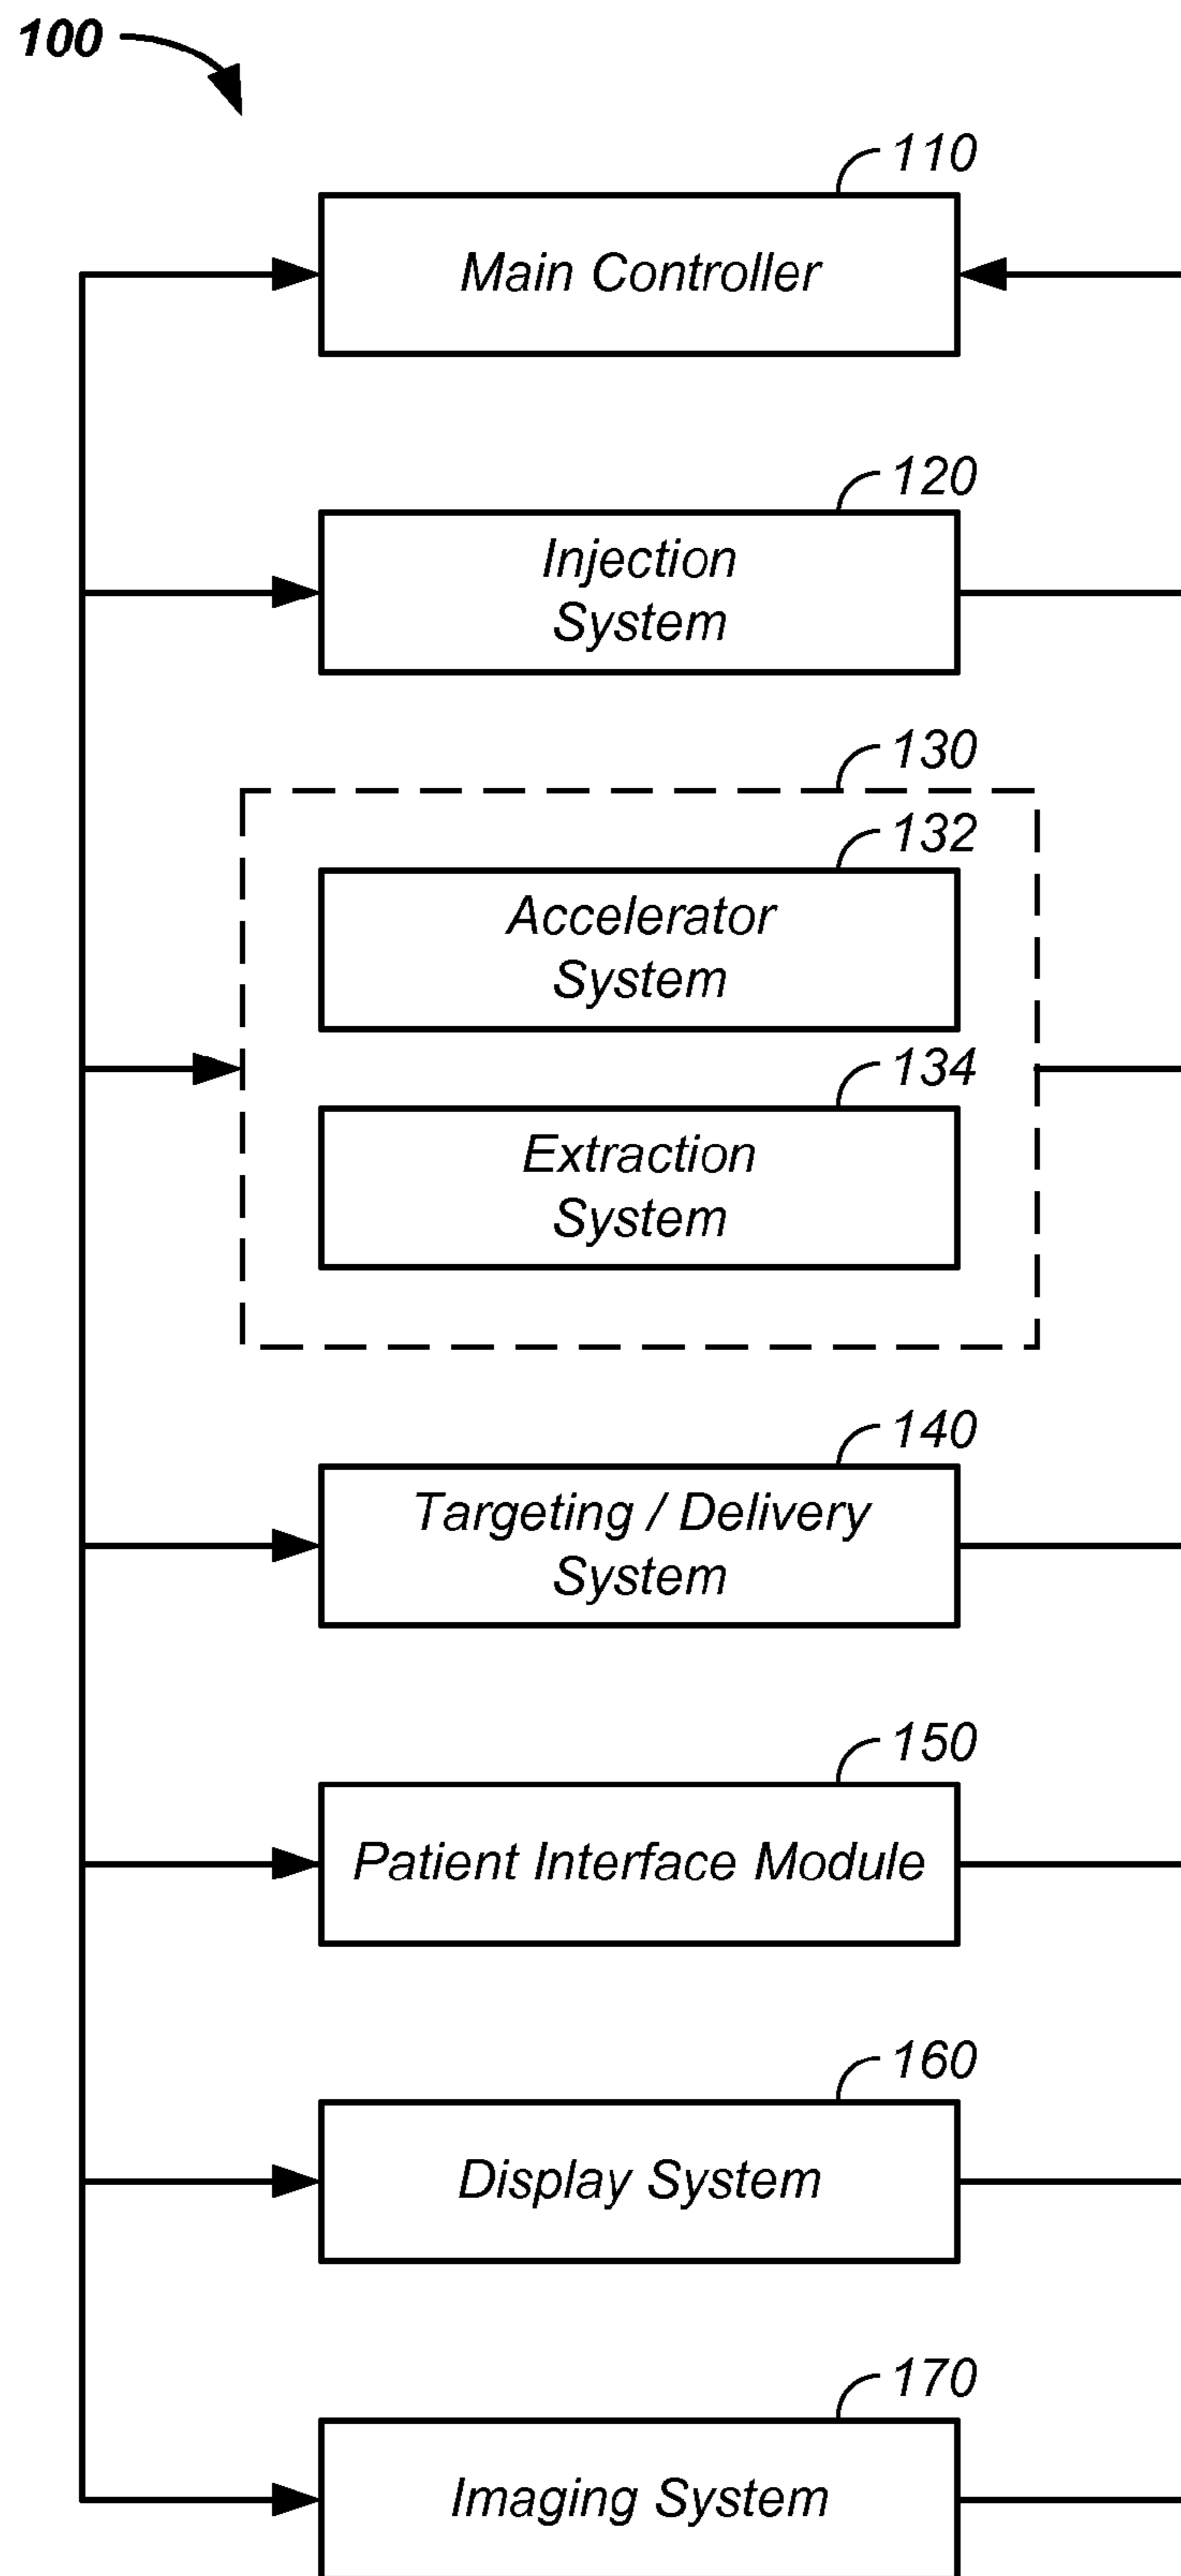 100
110
Main Controller
120
Injection
System
130
132
Accelerator
System
134
Extraction
System
140
Targeting / Delivery
System
150
Patient Interface Module
160
Display System
170
Imaging System